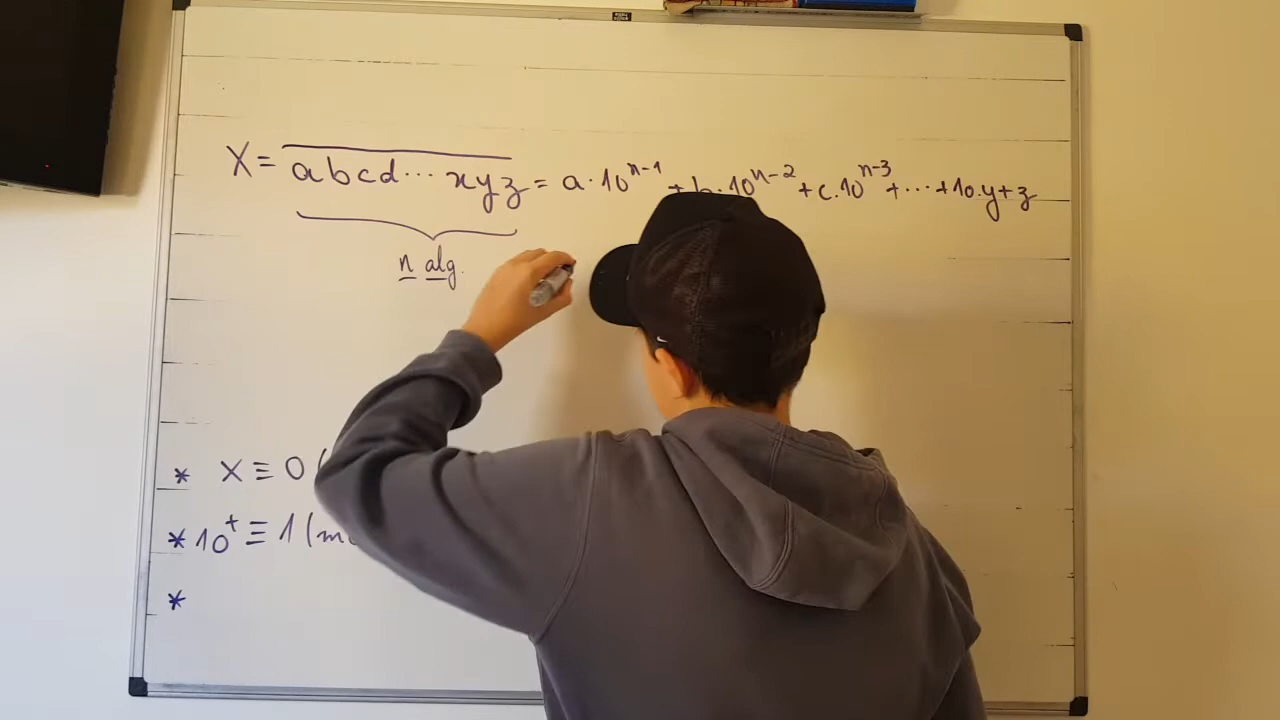 X = abcd... xyz = a·10^n-1 + b·10^n-2 + c.10^n-3 + ... + 10.y+z
n alg.
* X ≡ 0 (
* 10^t ≡ 1 (m
*